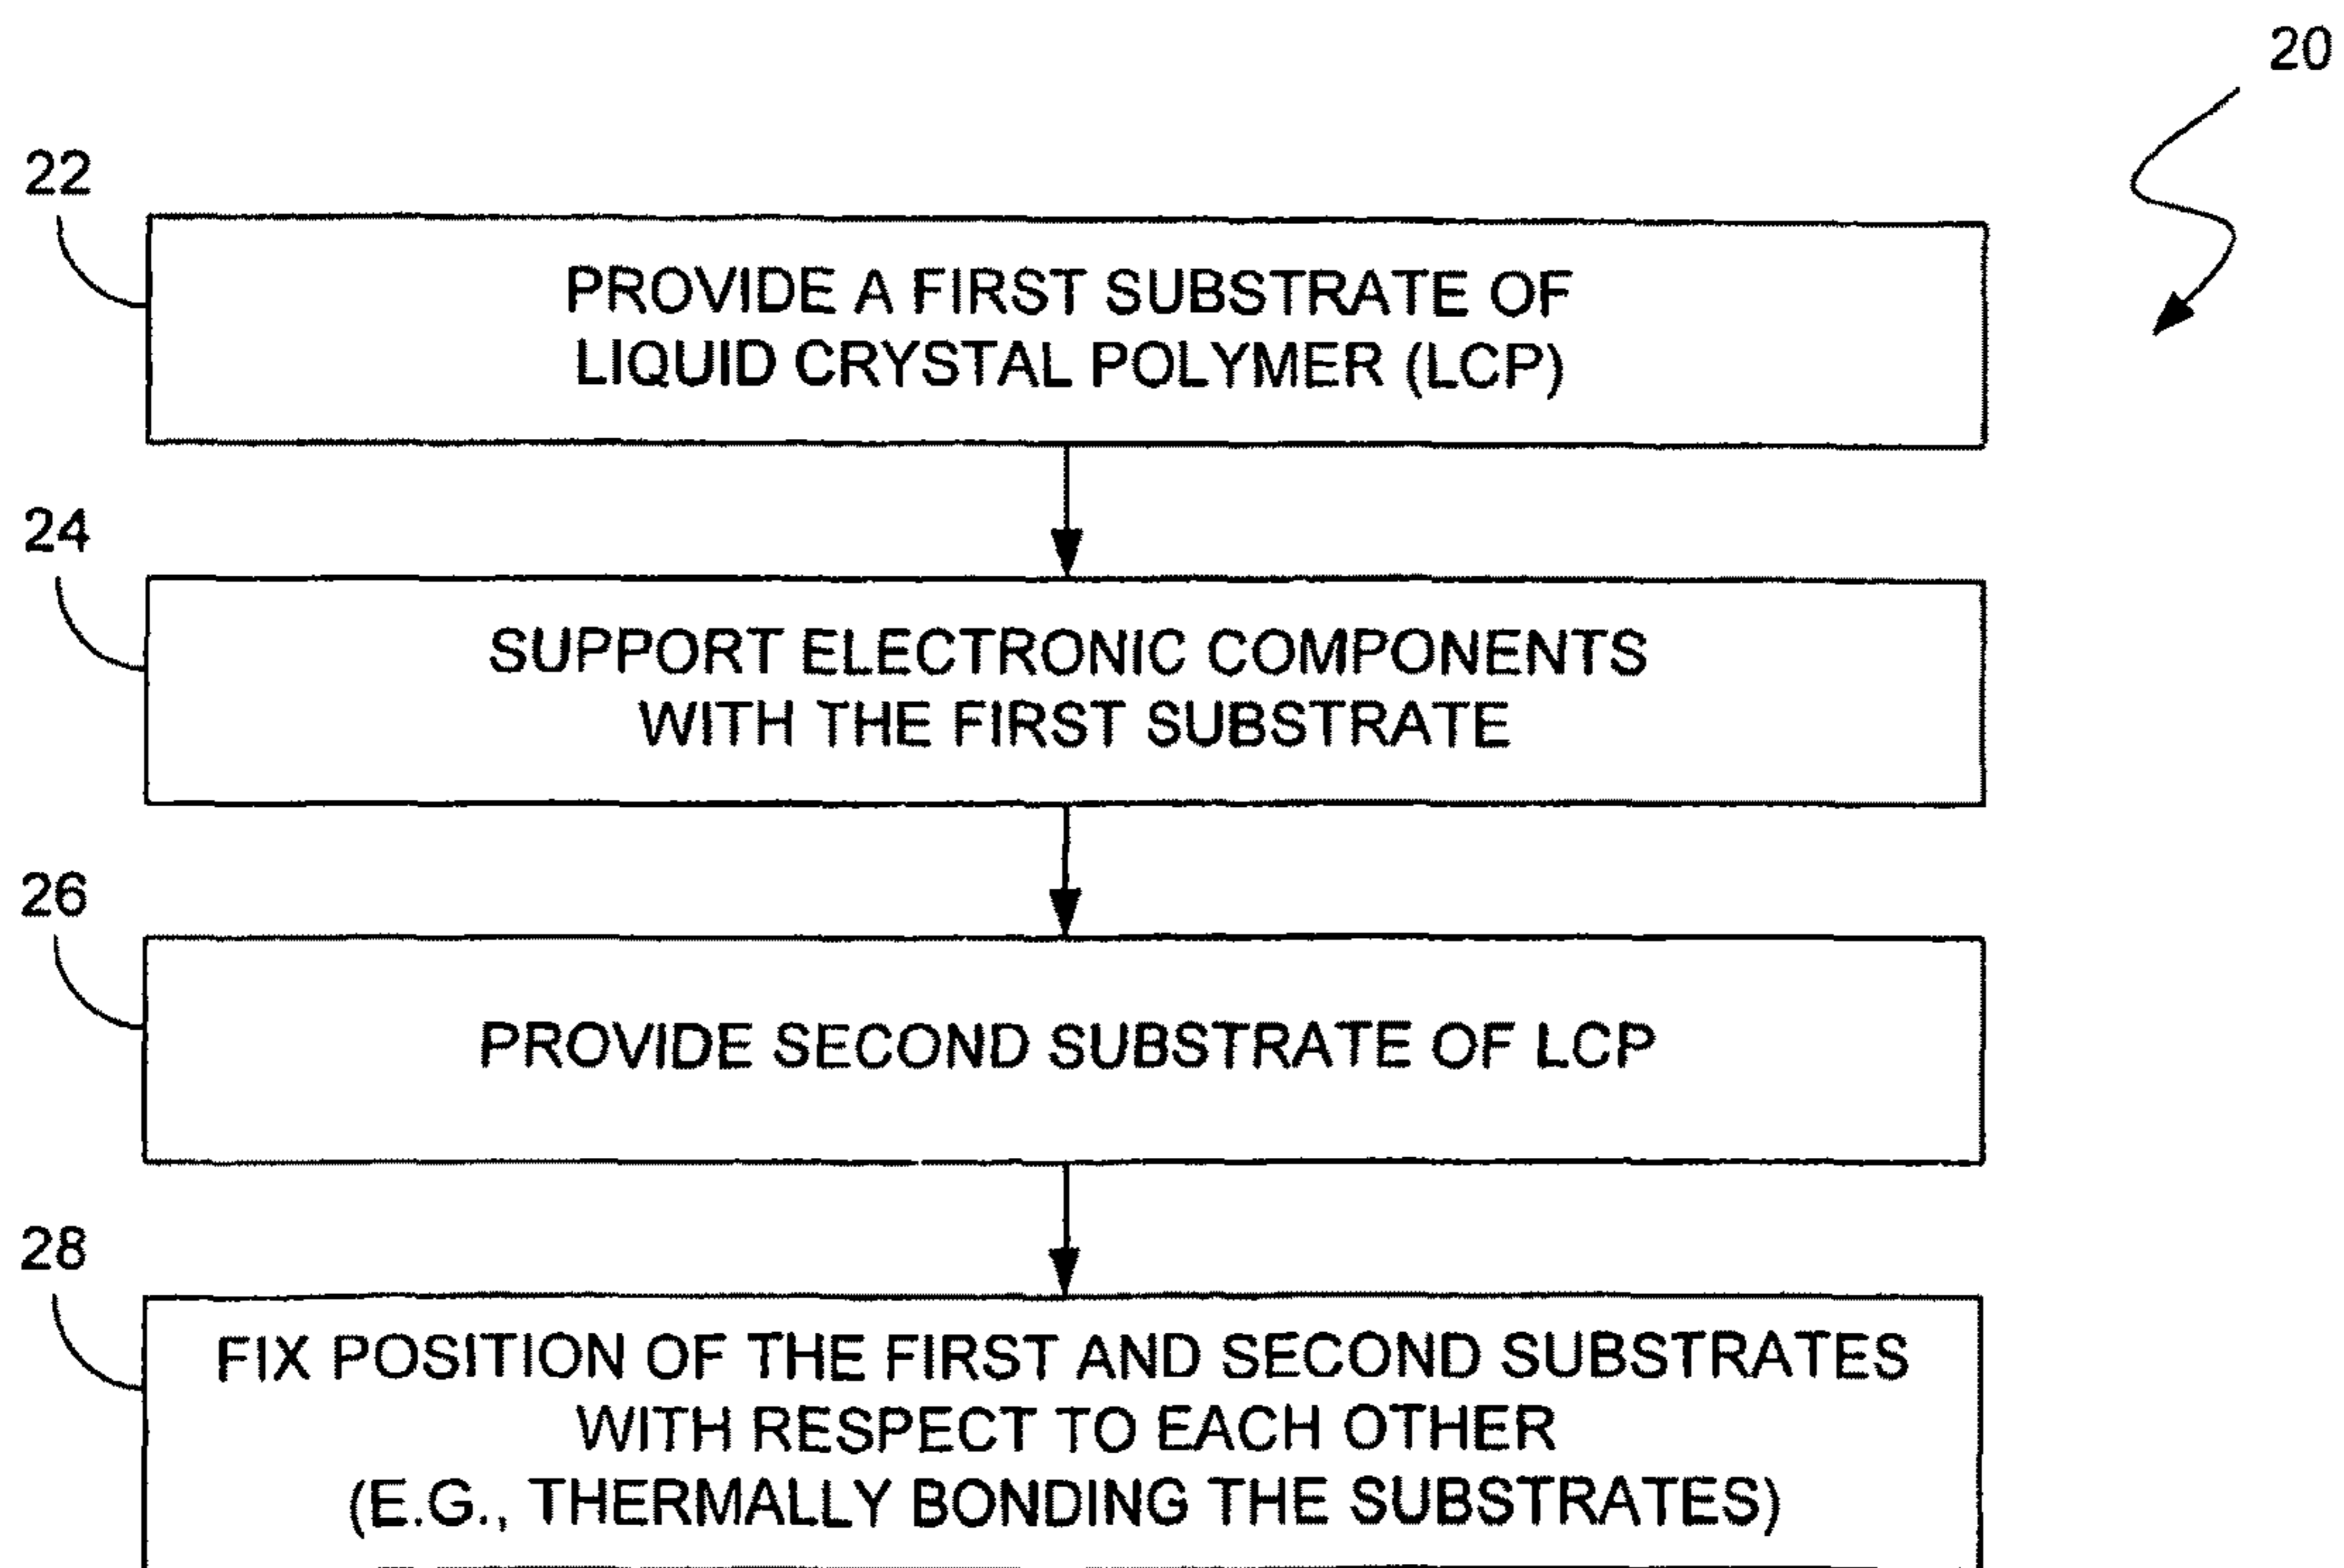 20
22
PROVIDE A FIRST SUBSTRATE OF
LIQUID CRYSTAL POLYMER (LCP)
24
SUPPORT ELECTRONIC COMPONENTS
WITH THE FIRST SUBSTRATE
26
PROVIDE SECOND SUBSTRATE OF LCP
28
FIX POSITION OF THE FIRST AND SECOND SUBSTRATES
WITH RESPECT TO EACH OTHER
(E.G., THERMALLY BONDING THE SUBSTRATES)